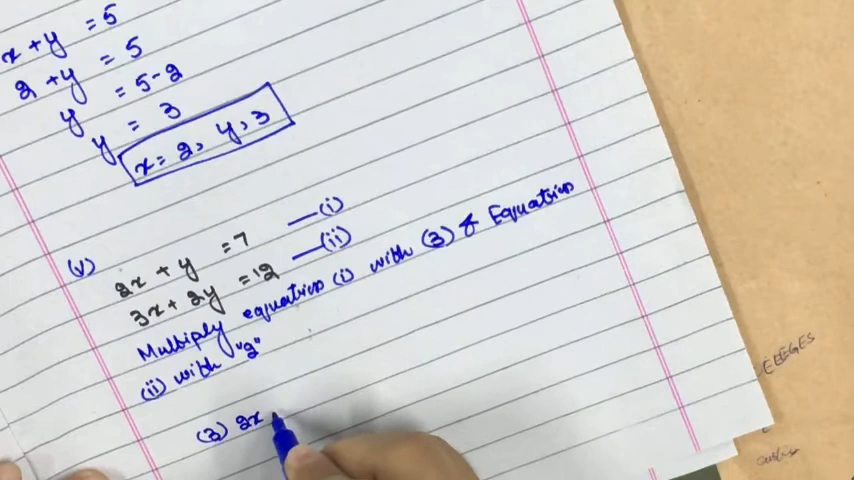 x + y = 5
2 + y = 5
y = 5-2
y = 3
x = 2, y, 3
(v) 2x + y = 7 —(i)
3x + 2y = 12 —(ii)
Multiply equation (i) with (3) & Equation
(ii) with "2"
(3) 2x
EEEGES